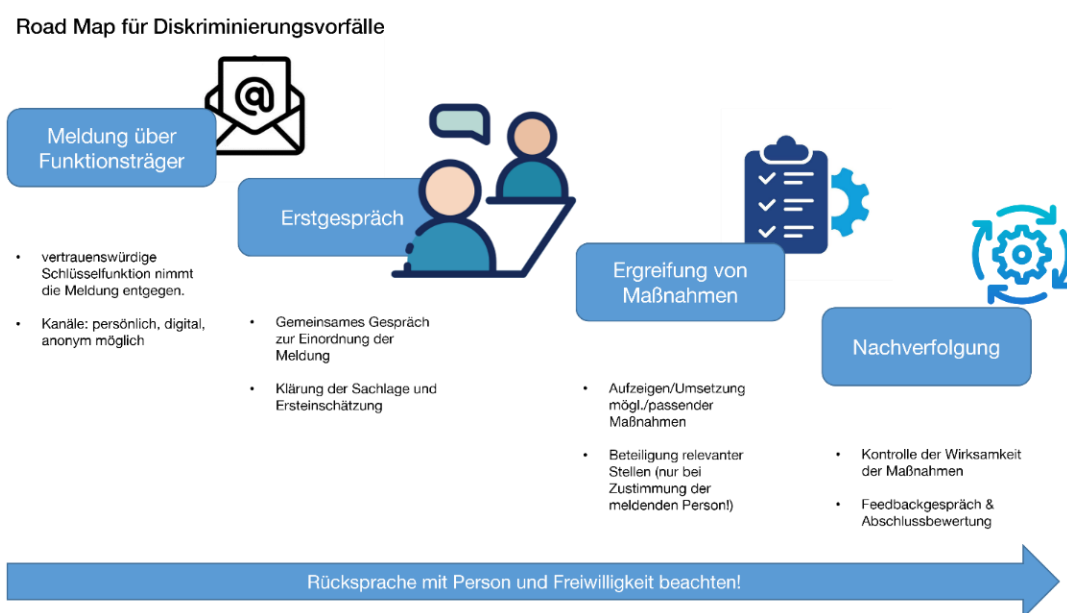 Road Map für Diskriminierungsvorfälle
Meldung über
Funktionsträger
• vertrauenswürdige
Schlüsselfunktion nimmt
die Meldung entgegen.
• Kanäle: persönlich, digital,
anonym möglich
Erstgespräch
• Gemeinsames Gespräch
zur Einordnung der
Meldung
• Klärung der Sachlage und
Ersteinschätzung
Ergreifung von
Maßnahmen
• Aufzeigen/Umsetzung
mögl./passender
Maßnahmen
• Beteiligung relevanter
Stellen (nur bei
Zustimmung der
meldenden Person!)
Nachverfolgung
• Kontrolle der Wirksamkeit
der Maßnahmen
• Feedbackgespräch &
Abschlussbewertung
Rücksprache mit Person und Freiwilligkeit beachten!